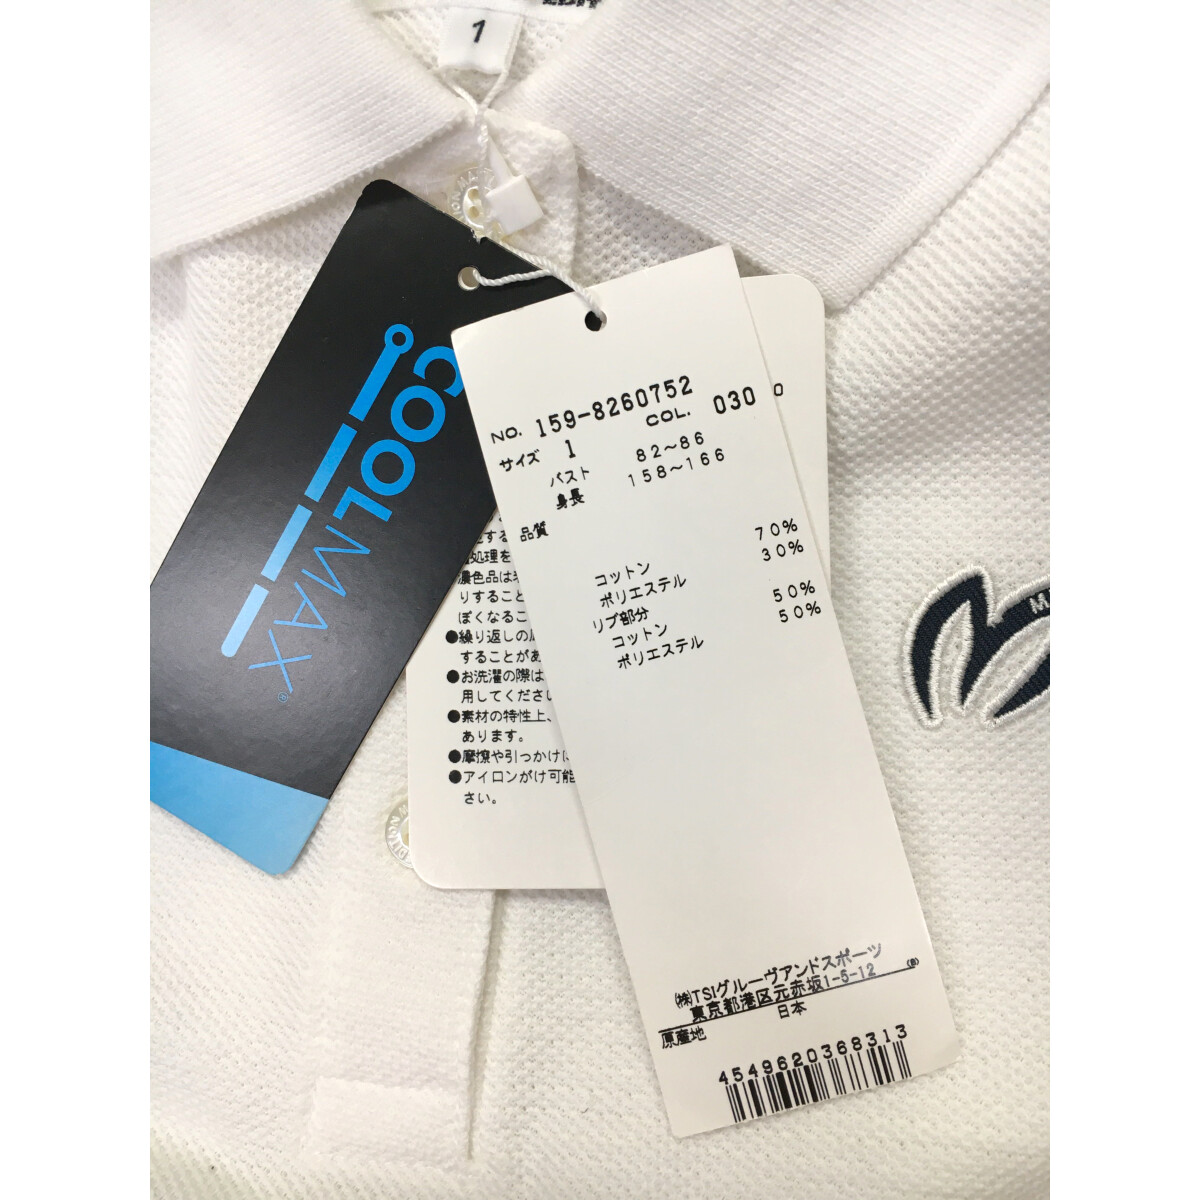 1
COOLMAX®
NO. 159-8260752
COL. 030
サイズ 1
バスト 82～86
身長 158～166
品質
コットン 70%
ポリエステル 30%
リブ部分
コットン 50%
ポリエステル 50%
(株)TSIグルーヴアンドスポーツ
東京都港区元赤坂1-5-12
原産地 日本
4549620368313
処理を
濃色品は
りすること
ぽくなるこ
●繰り返しの
することがあ
●お洗濯の際は
用してくださ
●素材の特性上、
あります。
●摩擦や引っかけ
●アイロンがけ可能
さい。